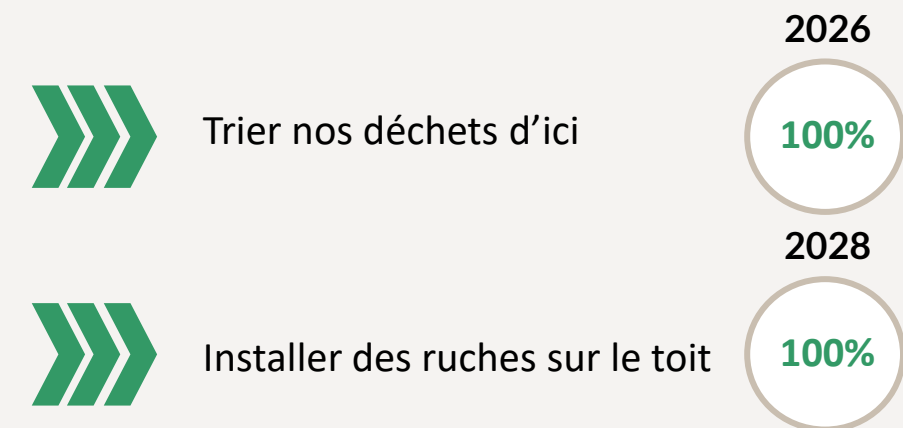 2026
Trier nos déchets d’ici
100%
2028
Installer des ruches sur le toit
100%